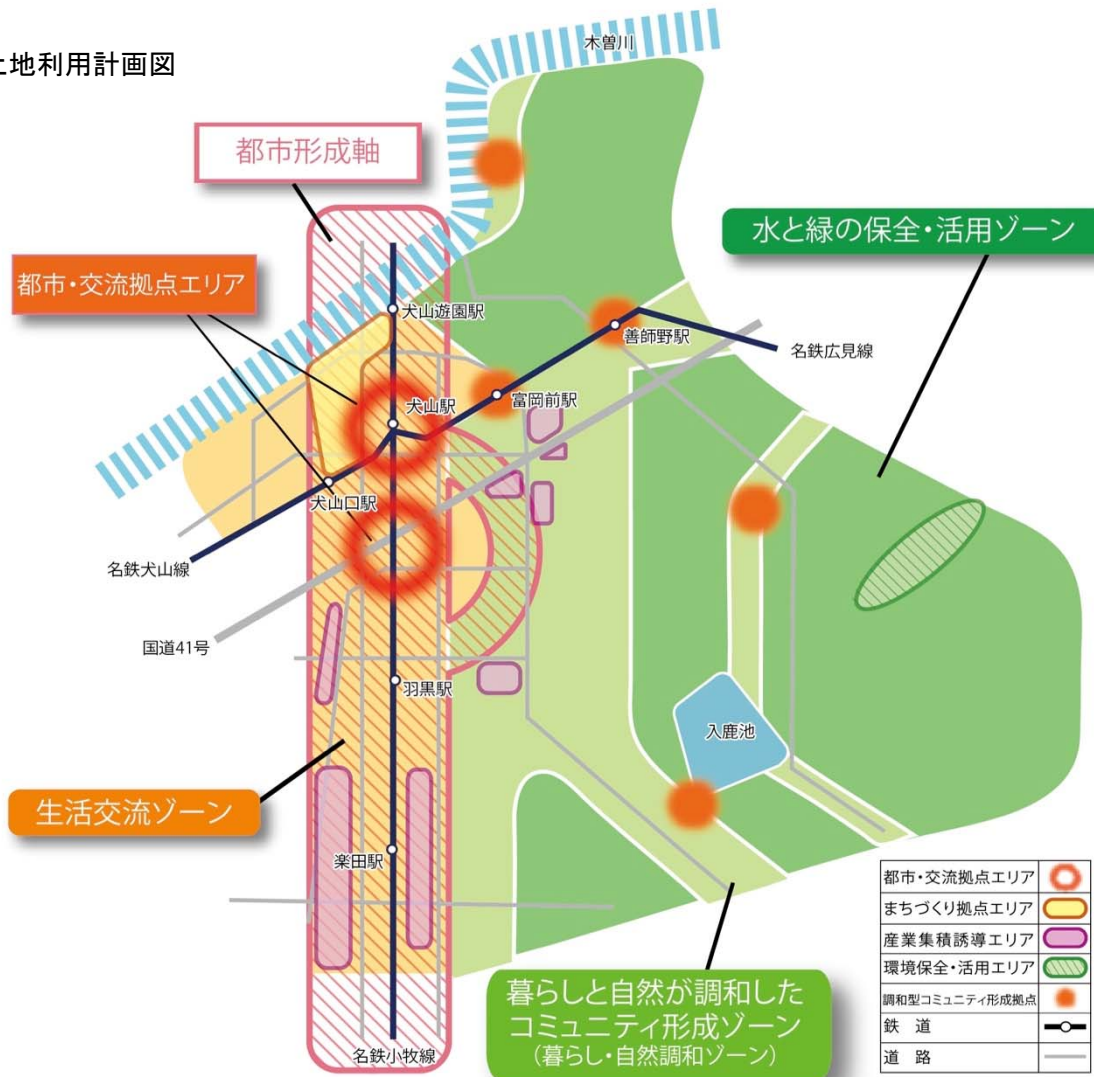 土地利用計画図
木曽川
都市形成軸
水と緑の保全・活用ゾーン
都市・交流拠点エリア
犬山遊園駅
善師野駅
名鉄広見線
富岡前駅
犬山駅
犬山口駅
名鉄犬山線
国道41号
羽黒駅
入鹿池
生活交流ゾーン
楽田駅
名鉄小牧線
暮らしと自然が調和した
コミュニティ形成ゾーン
(暮らし・自然調和ゾーン)
都市・交流拠点エリア
まちづくり拠点エリア
産業集積誘導エリア
環境保全・活用エリア
調和型コミュニティ形成拠点
鉄 道
道 路